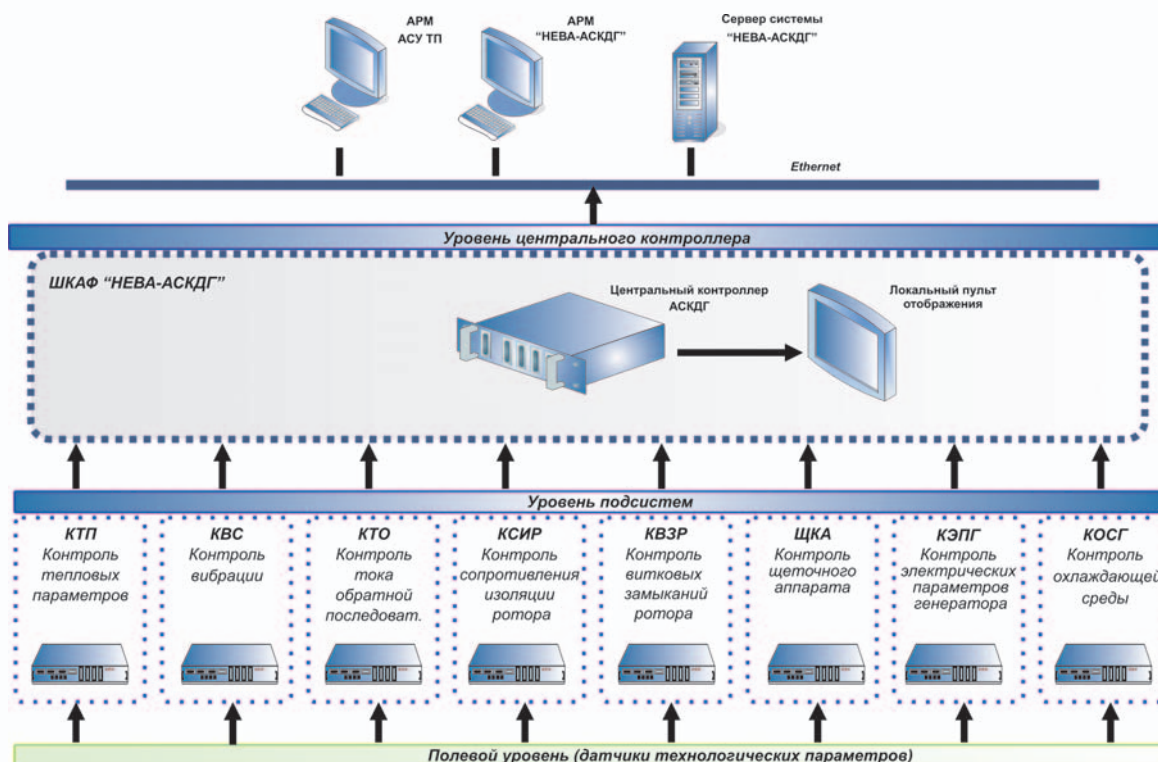 АРМ
АСУ ТП
АРМ
“НЕВА-АСКДГ”
Сервер системы
“НЕВА-АСКДГ”
Ethernet
Уровень центрального контроллера
ШКАФ “НЕВА-АСКДГ”
Центральный контроллер
АСКДГ
Локальный пульт
отображения
Уровень подсистем
КТП
Контроль
тепловых
параметров
КВС
Контроль
вибрации
КТО
Контроль
тока
обратной
последоват.
КСИР
Контроль
сопротивления
изоляции
ротора
КВЗР
Контроль
витковых
замыканий
ротора
ЩКА
Контроль
щеточного
аппарата
КЭПГ
Контроль
электрических
параметров
генератора
КОСГ
Контроль
охлаждающей
среды
Полевой уровень (датчики технологических параметров)